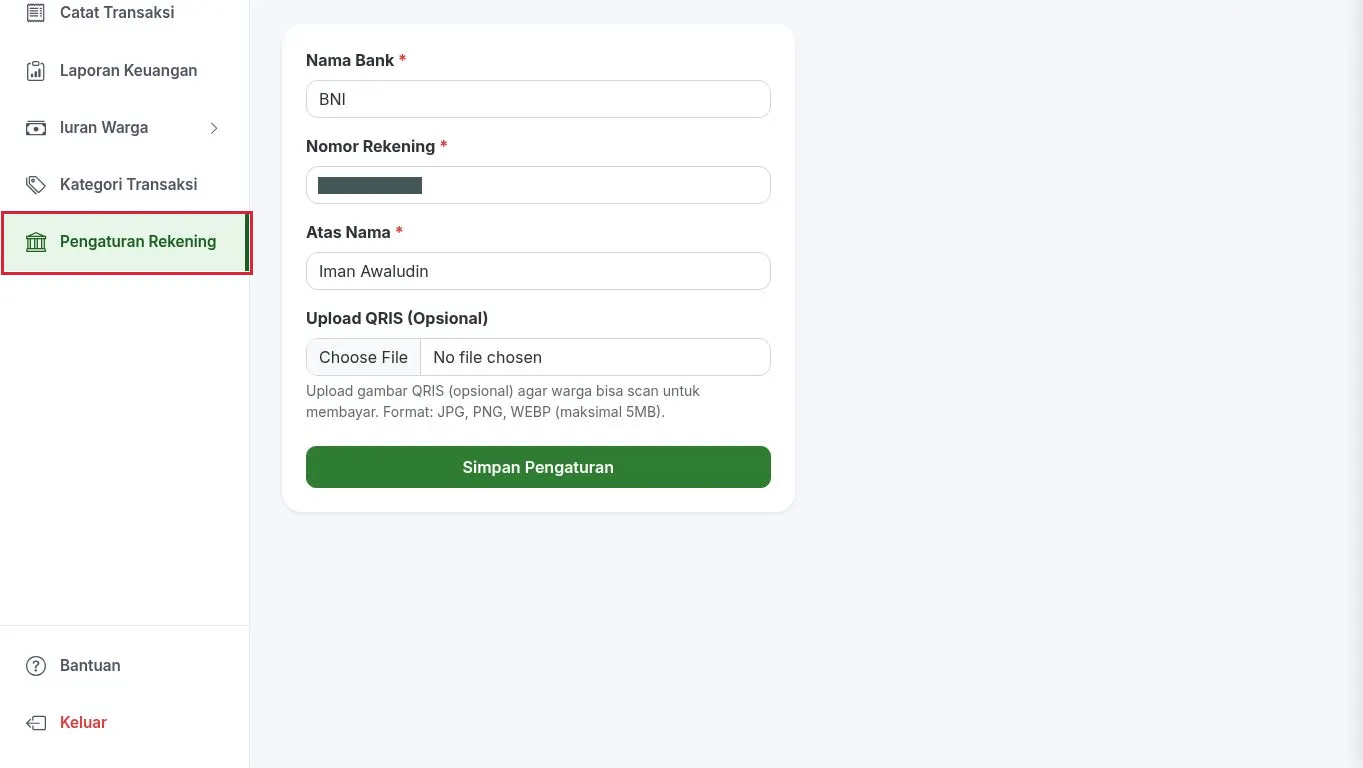 Catat Transaksi
Laporan Keuangan
Iuran Warga
Kategori Transaksi
Pengaturan Rekening
Bantuan
Keluar
Nama Bank *
BNI
Nomor Rekening *
Atas Nama *
Iman Awaludin
Upload QRIS (Opsional)
Choose File No file chosen
Upload gambar QRIS (opsional) agar warga bisa scan untuk
membayar. Format: JPG, PNG, WEBP (maksimal 5MB).
Simpan Pengaturan